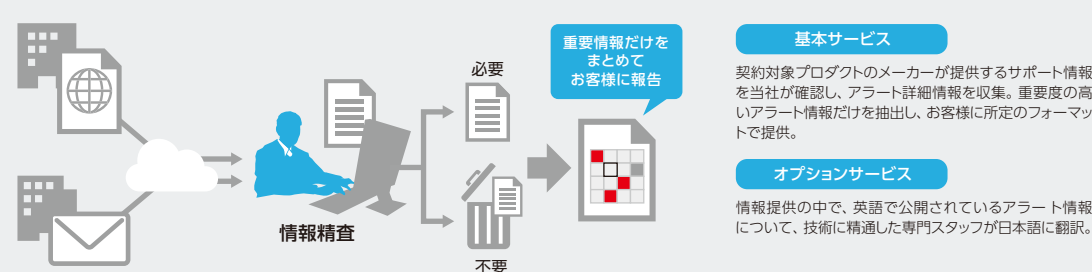 重要情報だけを
まとめて
お客様に報告
必要
情報精査
不要
基本サービス
契約対象プロダクトのメーカーが提供するサポート情報
を当社が確認し、アラート詳細情報を収集。重要度の高
いアラート情報だけを抽出し、お客様に所定のフォーマッ
トで提供。
オプションサービス
情報提供の中で、英語で公開されているアラート情報
について、技術に精通した専門スタッフが日本語に翻訳。